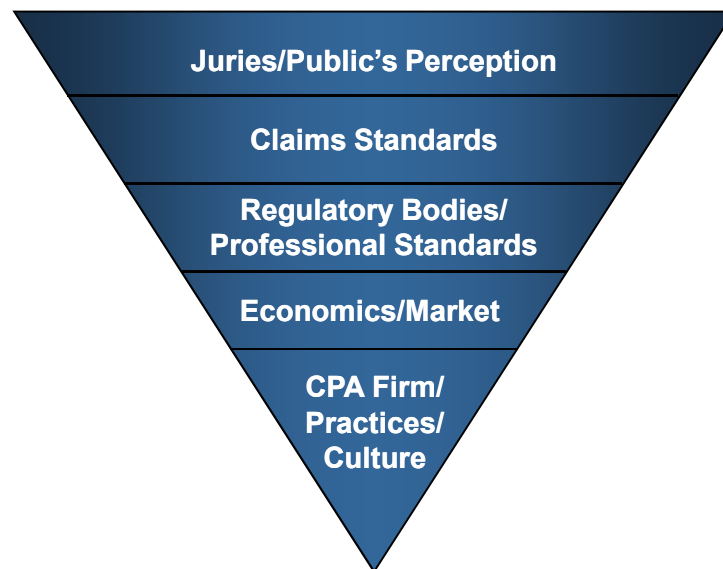 Juries/Public’s Perception
Claims Standards
Regulatory Bodies/
Professional Standards
Economics/Market
CPA Firm/
Practices/
Culture